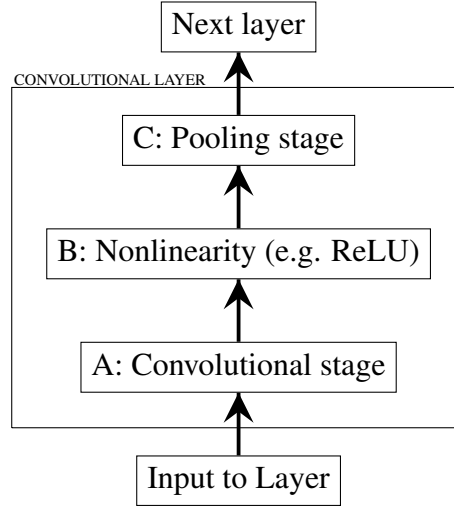 Next layer
CONVOLUTIONAL LAYER
C: Pooling stage
B: Nonlinearity (e.g. ReLU)
A: Convolutional stage
Input to Layer